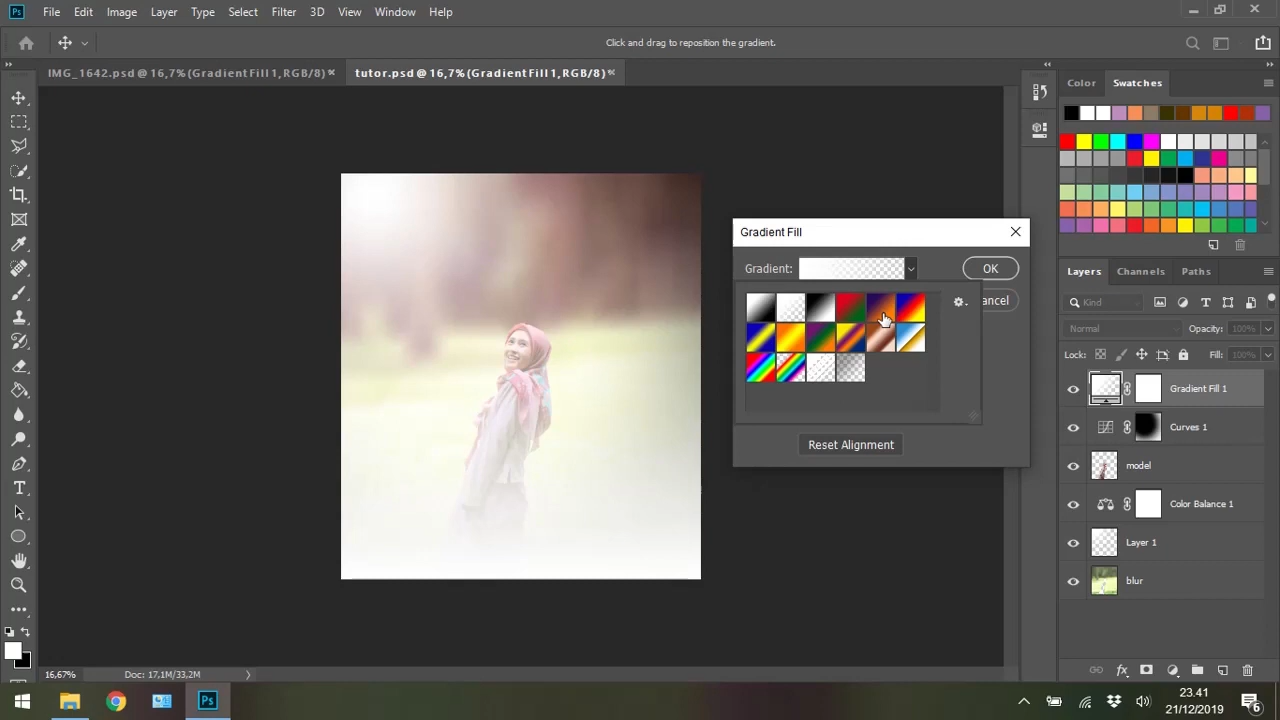 Ps File Edit Image Layer Type Select Filter 3D View Window Help
Click and drag to reposition the gradient.
IMG_1642.psd @ 16,7% (Gradient Fill 1, RGB/8) *
tutor.psd @ 16,7% (Gradient Fill 1, RGB/8) *
Color Swatches
Gradient Fill
Gradient:
OK
ancel
Reset Alignment
Layers Channels Paths
Kind
Normal Opacity: 100%
Lock: Fill: 100%
Gradient Fill 1
Curves 1
model
Color Balance 1
Layer 1
blur
16,67% Doc: 17,1M/33,2M
Ps
23.41
21/12/2019
6